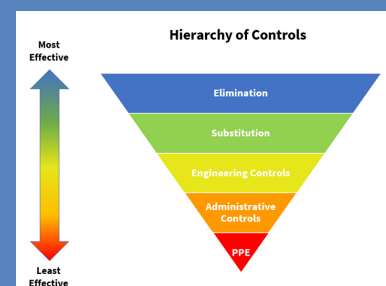 Hierarchy of Controls
Most
Effective
Elimination
Substitution
Engineering Controls
Administrative
Controls
PPE
Least
Effective